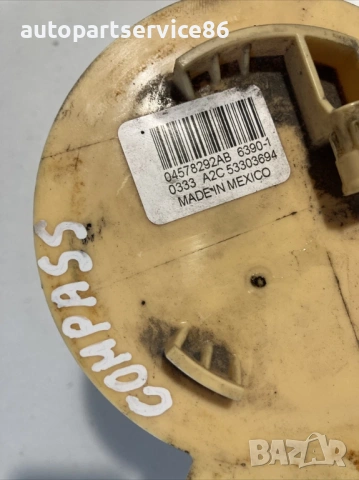 @autopartservice86
04578292AB 6390-1
0333 A2C 53303694
MADE IN MEXICO
COMPASS
BAZAR